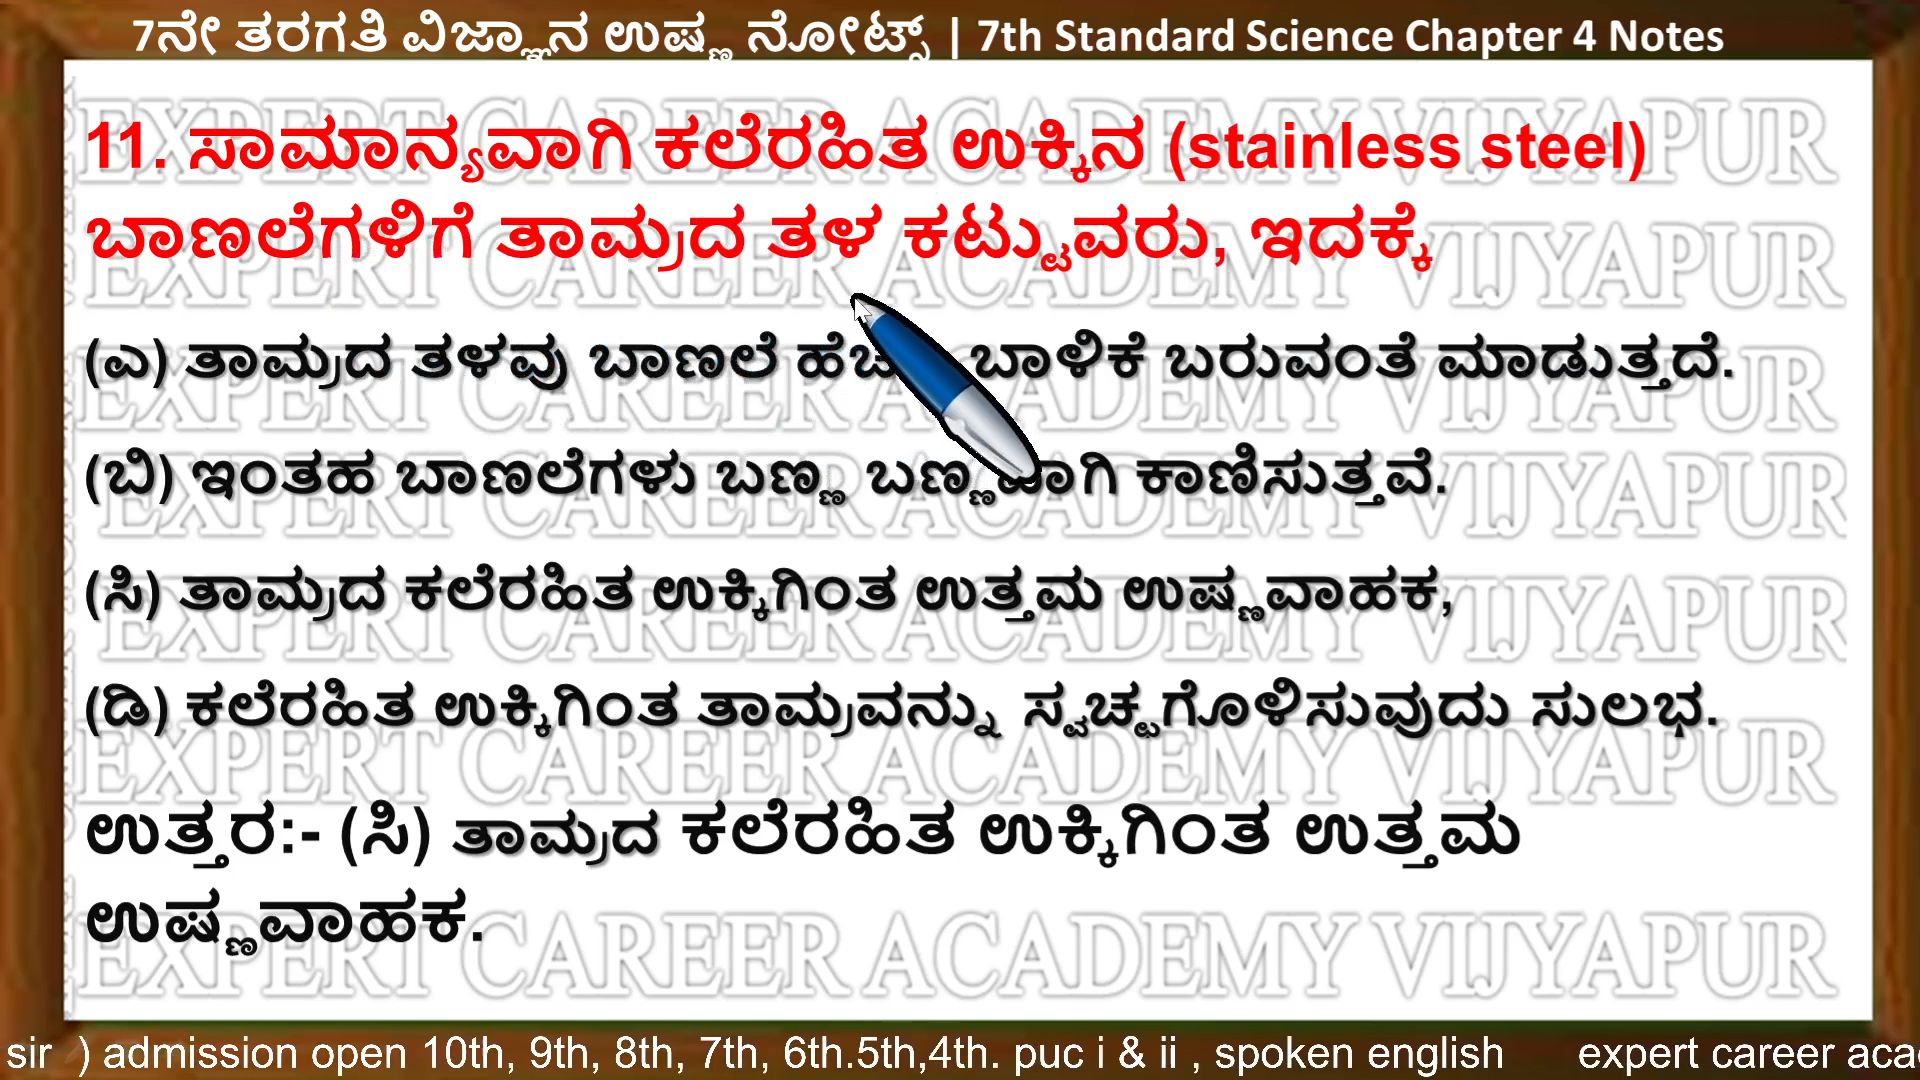 7ನೇ ತರಗತಿ ವಿಜ್ಞಾನ ಉಷ್ಣ ನೋಟ್ಸ್ | 7th Standard Science Chapter 4 Notes
11. ಸಾಮಾನ್ಯವಾಗಿ ಕಲೆರಹಿತ ಉಕ್ಕಿನ (stainless steel)
ಬಾಣಲೆಗಳಿಗೆ ತಾಮ್ರದ ತಳ ಕಟ್ಟುವರು, ಇದಕ್ಕೆ
(ಎ) ತಾಮ್ರದ ತಳವು ಬಾಣಲೆ ಬಾಳಿಕೆ ಬರುವಂತೆ ಮಾಡುತ್ತದೆ.
(ಬಿ) ಇಂತಹ ಬಾಣಲೆಗಳು ಬಣ್ಣ ಬಣ್ಣವಾಗಿ ಕಾಣಿಸುತ್ತವೆ.
(ಸಿ) ತಾಮ್ರದ ಕಲೆರಹಿತ ಉಕ್ಕಿಗಿಂತ ಉತ್ತಮ ಉಷ್ಣವಾಹಕ,
(ಡಿ) ಕಲೆರಹಿತ ಉಕ್ಕಿಗಿಂತ ತಾಮ್ರವನ್ನು ಸ್ವಚ್ಛಗೊಳಿಸುವುದು ಸುಲಭ.
ಉತ್ತರ:- (ಸಿ) ತಾಮ್ರದ ಕಲೆರಹಿತ ಉಕ್ಕಿಗಿಂತ ಉತ್ತಮ
ಉಷ್ಣವಾಹಕ.
EXPERT CAREER ACADEMY VIJYAPUR
sir ) admission open 10th, 9th, 8th, 7th, 6th.5th,4th. puc i & ii , spoken english expert career aca